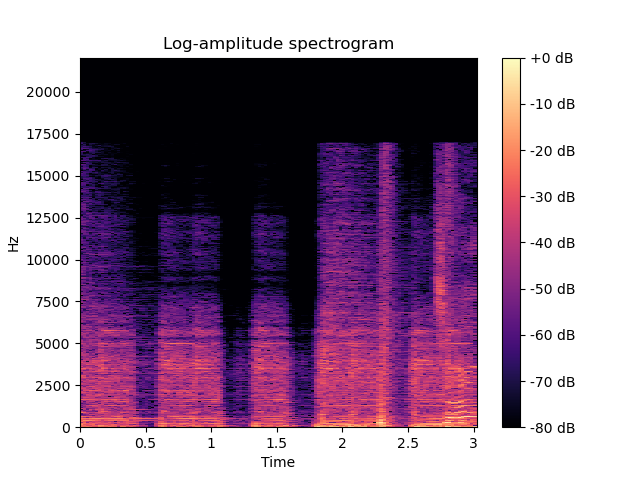 Log-amplitude spectrogram
Hz
20000
17500
15000
12500
10000
7500
5000
2500
0
0 0.5 1 1.5 2 2.5 3
Time
+0 dB
-10 dB
-20 dB
-30 dB
-40 dB
-50 dB
-60 dB
-70 dB
-80 dB